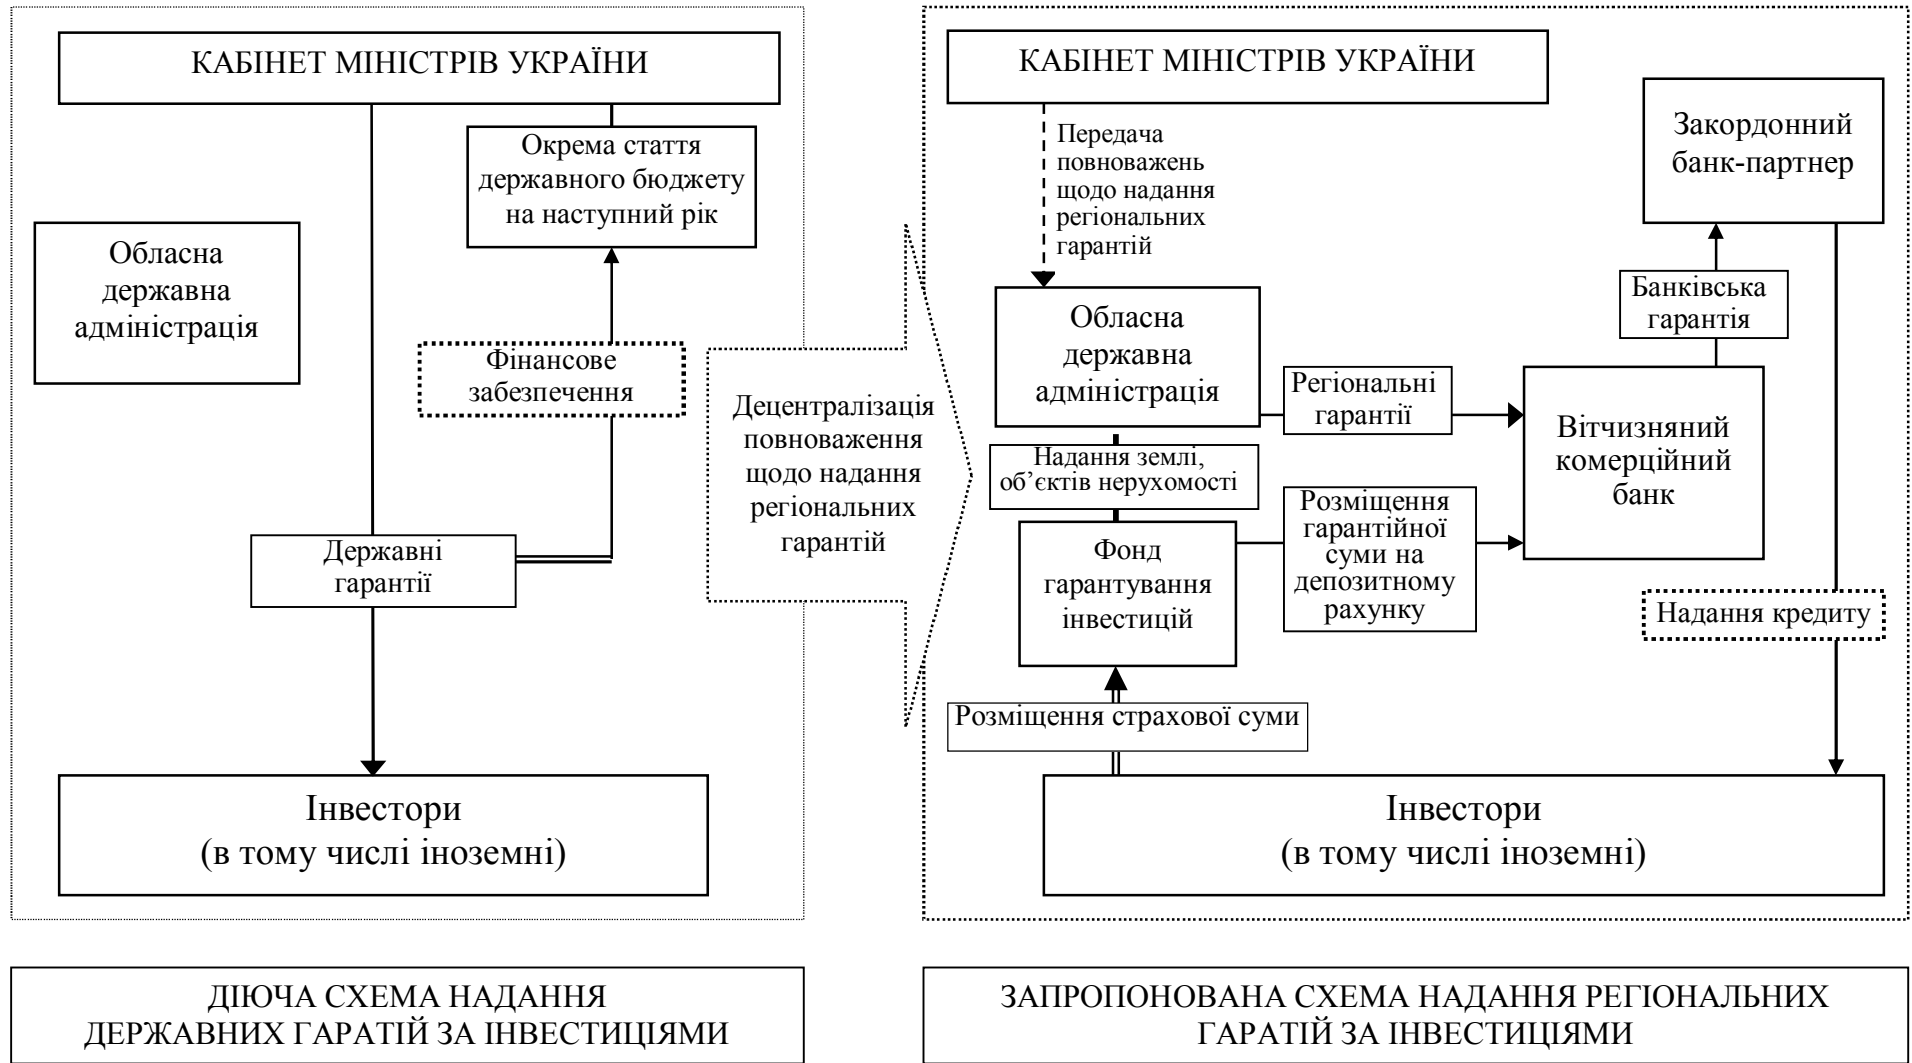 КАБІНЕТ МІНІСТРІВ УКРАЇНИ
Окрема стаття
державного бюджету
на наступний рік
Обласна
державна
адміністрація
Фінансове
забезпечення
Державні
гарантії
Інвестори
(в тому числі іноземні)
ДІЮЧА СХЕМА НАДАННЯ
ДЕРЖАВНИХ ГАРАТІЙ ЗА ІНВЕСТИЦІЯМИ
Децентралізація
повноваження
щодо надання
регіональних
гарантій
КАБІНЕТ МІНІСТРІВ УКРАЇНИ
Передача
повноважень
щодо надання
регіональних
гарантій
Закордонний
банк-партнер
Банківська
гарантія
Обласна
державна
адміністрація
Регіональні
гарантії
Вітчизняний
комерційний
банк
Надання землі,
об’єктів нерухомості
Розміщення
гарантійної
суми на
депозитному
рахунку
Фонд
гарантування
інвестицій
Надання кредиту
Розміщення страхової суми
Інвестори
(в тому числі іноземні)
ЗАПРОПОНОВАНА СХЕМА НАДАННЯ РЕГІОНАЛЬНИХ
ГАРАТІЙ ЗА ІНВЕСТИЦІЯМИ